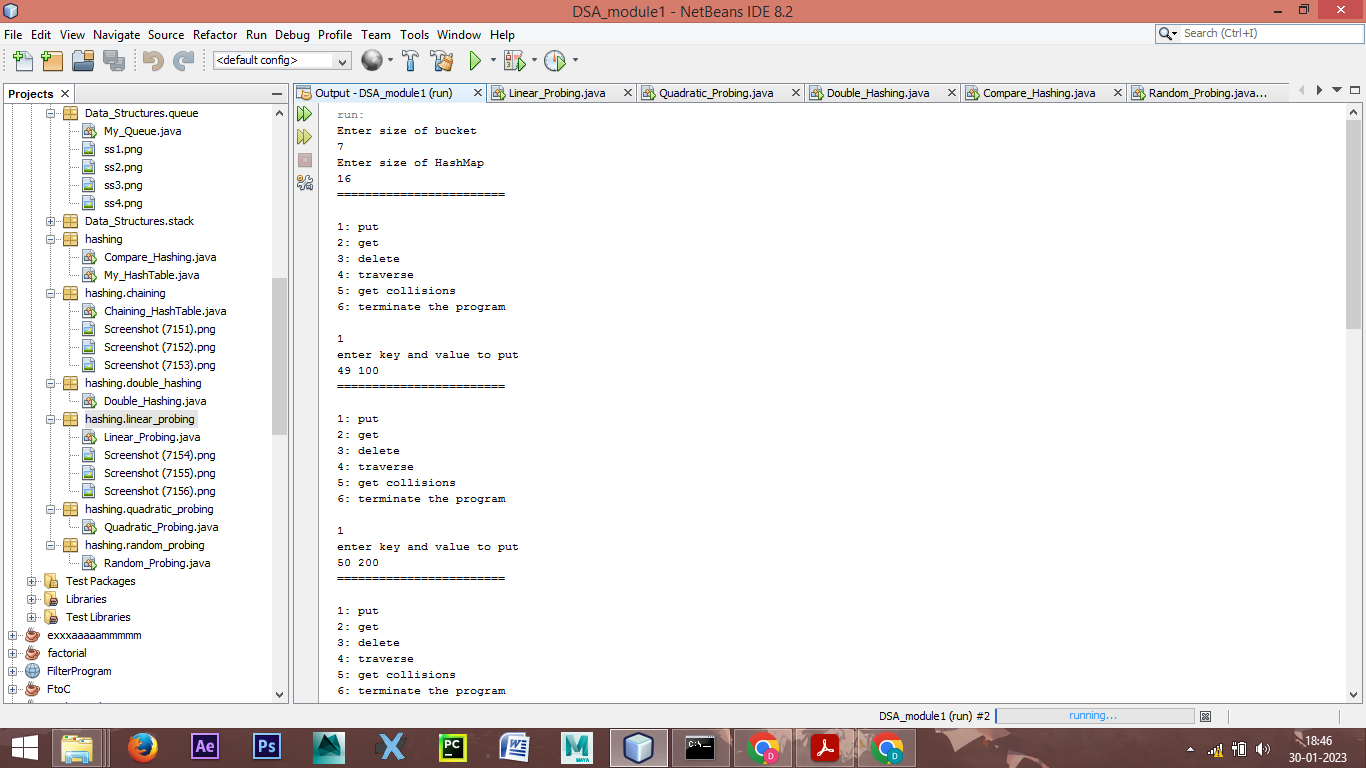 DSA_module1 - NetBeans IDE 8.2
File Edit View Navigate Source Refactor Run Debug Profile Team Tools Window Help
Search (Ctrl+I)
<default config>
Projects
Data_Structures.queue
My_Queue.java
ss1.png
ss2.png
ss3.png
ss4.png
Data_Structures.stack
hashing
Compare_Hashing.java
My_HashTable.java
hashing.chaining
Chaining_HashTable.java
Screenshot (7151).png
Screenshot (7152).png
Screenshot (7153).png
hashing.double_hashing
Double_Hashing.java
hashing.linear_probing
Linear_Probing.java
Screenshot (7154).png
Screenshot (7155).png
Screenshot (7156).png
hashing.quadratic_probing
Quadratic_Probing.java
hashing.random_probing
Random_Probing.java
Test Packages
Libraries
Test Libraries
exxxaaaaammmmm
factorial
FilterProgram
FtoC
Output - DSA_module1 (run) Linear_Probing.java Quadratic_Probing.java Double_Hashing.java Compare_Hashing.java Random_Probing.java...
run:
Enter size of bucket
7
Enter size of HashMap
16
========================
1: put
2: get
3: delete
4: traverse
5: get collisions
6: terminate the program
1
enter key and value to put
49 100
========================
1: put
2: get
3: delete
4: traverse
5: get collisions
6: terminate the program
1
enter key and value to put
50 200
========================
1: put
2: get
3: delete
4: traverse
5: get collisions
6: terminate the program
DSA_module1 (run) #2 running...
Ae Ps PC W M MAYA C:\ D D
18:46
30-01-2023